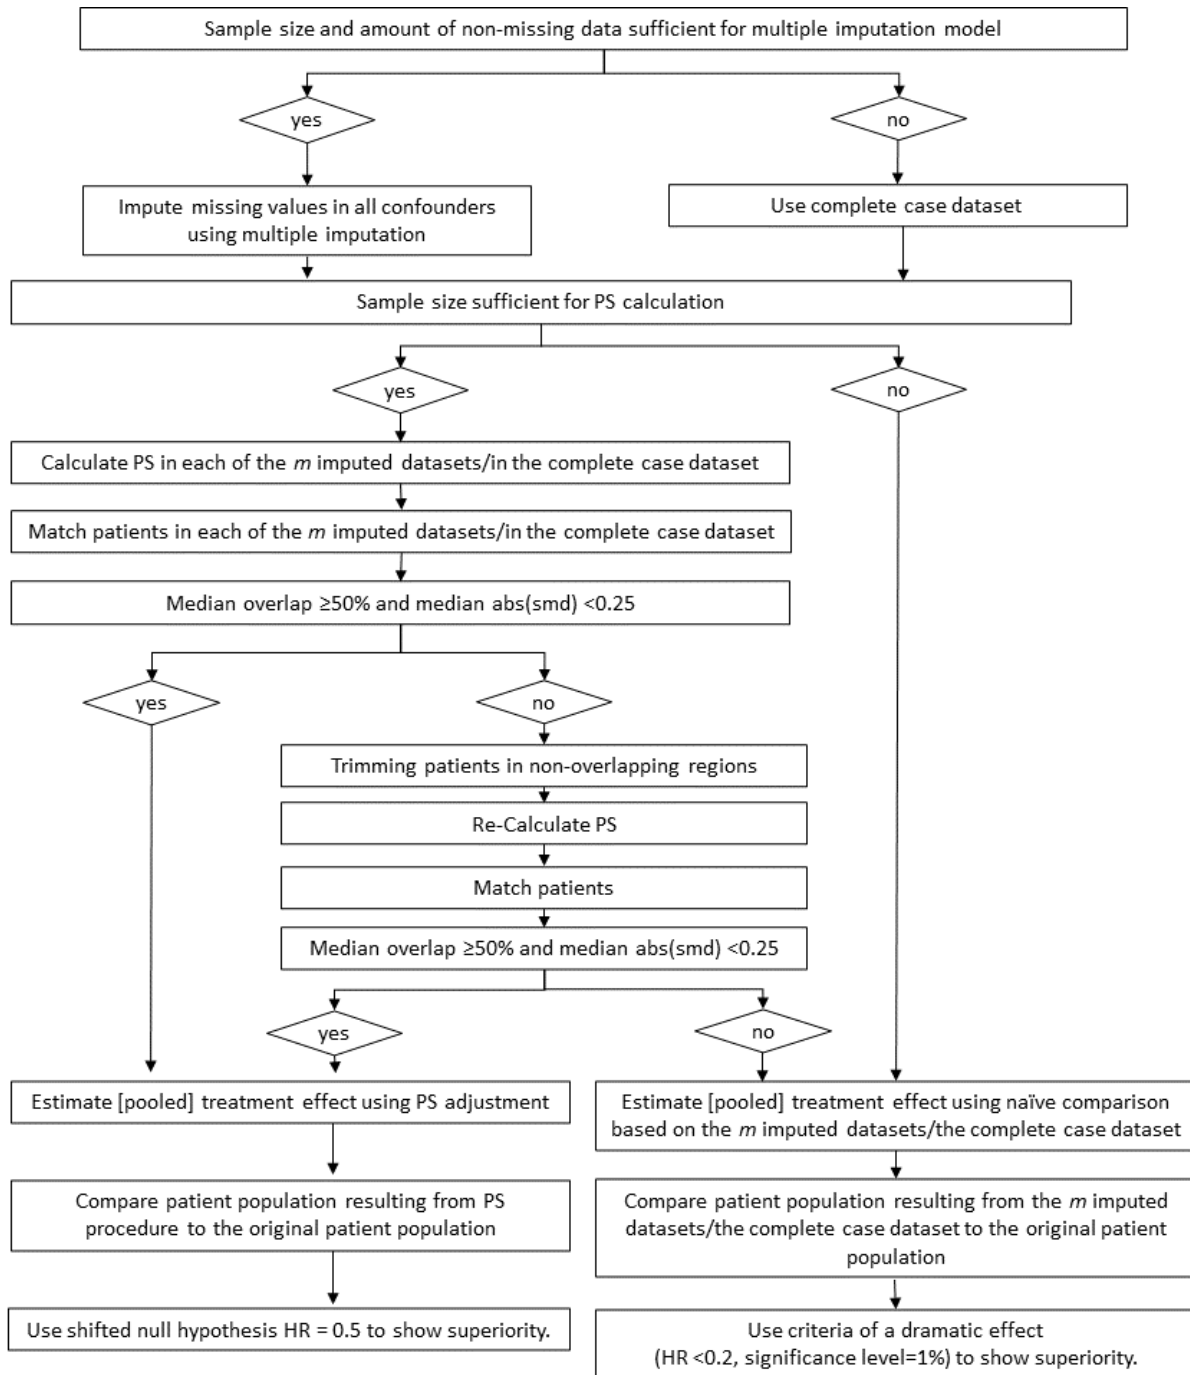 Sample size and amount of non-missing data sufficient for multiple imputation model
yes
no
Impute missing values in all confounders
using multiple imputation
Use complete case dataset
Sample size sufficient for PS calculation
yes
no
Calculate PS in each of the m imputed datasets/in the complete case dataset
Match patients in each of the m imputed datasets/in the complete case dataset
Median overlap ≥50% and median abs(smd) <0.25
yes
no
Trimming patients in non-overlapping regions
Re-Calculate PS
Match patients
Median overlap ≥50% and median abs(smd) <0.25
yes
no
Estimate [pooled] treatment effect using PS adjustment
Estimate [pooled] treatment effect using naïve comparison
based on the m imputed datasets/the complete case dataset
Compare patient population resulting from PS
procedure to the original patient population
Compare patient population resulting from the m imputed
datasets/the complete case dataset to the original patient
population
Use shifted null hypothesis HR = 0.5 to show superiority.
Use criteria of a dramatic effect
(HR <0.2, significance level=1%) to show superiority.